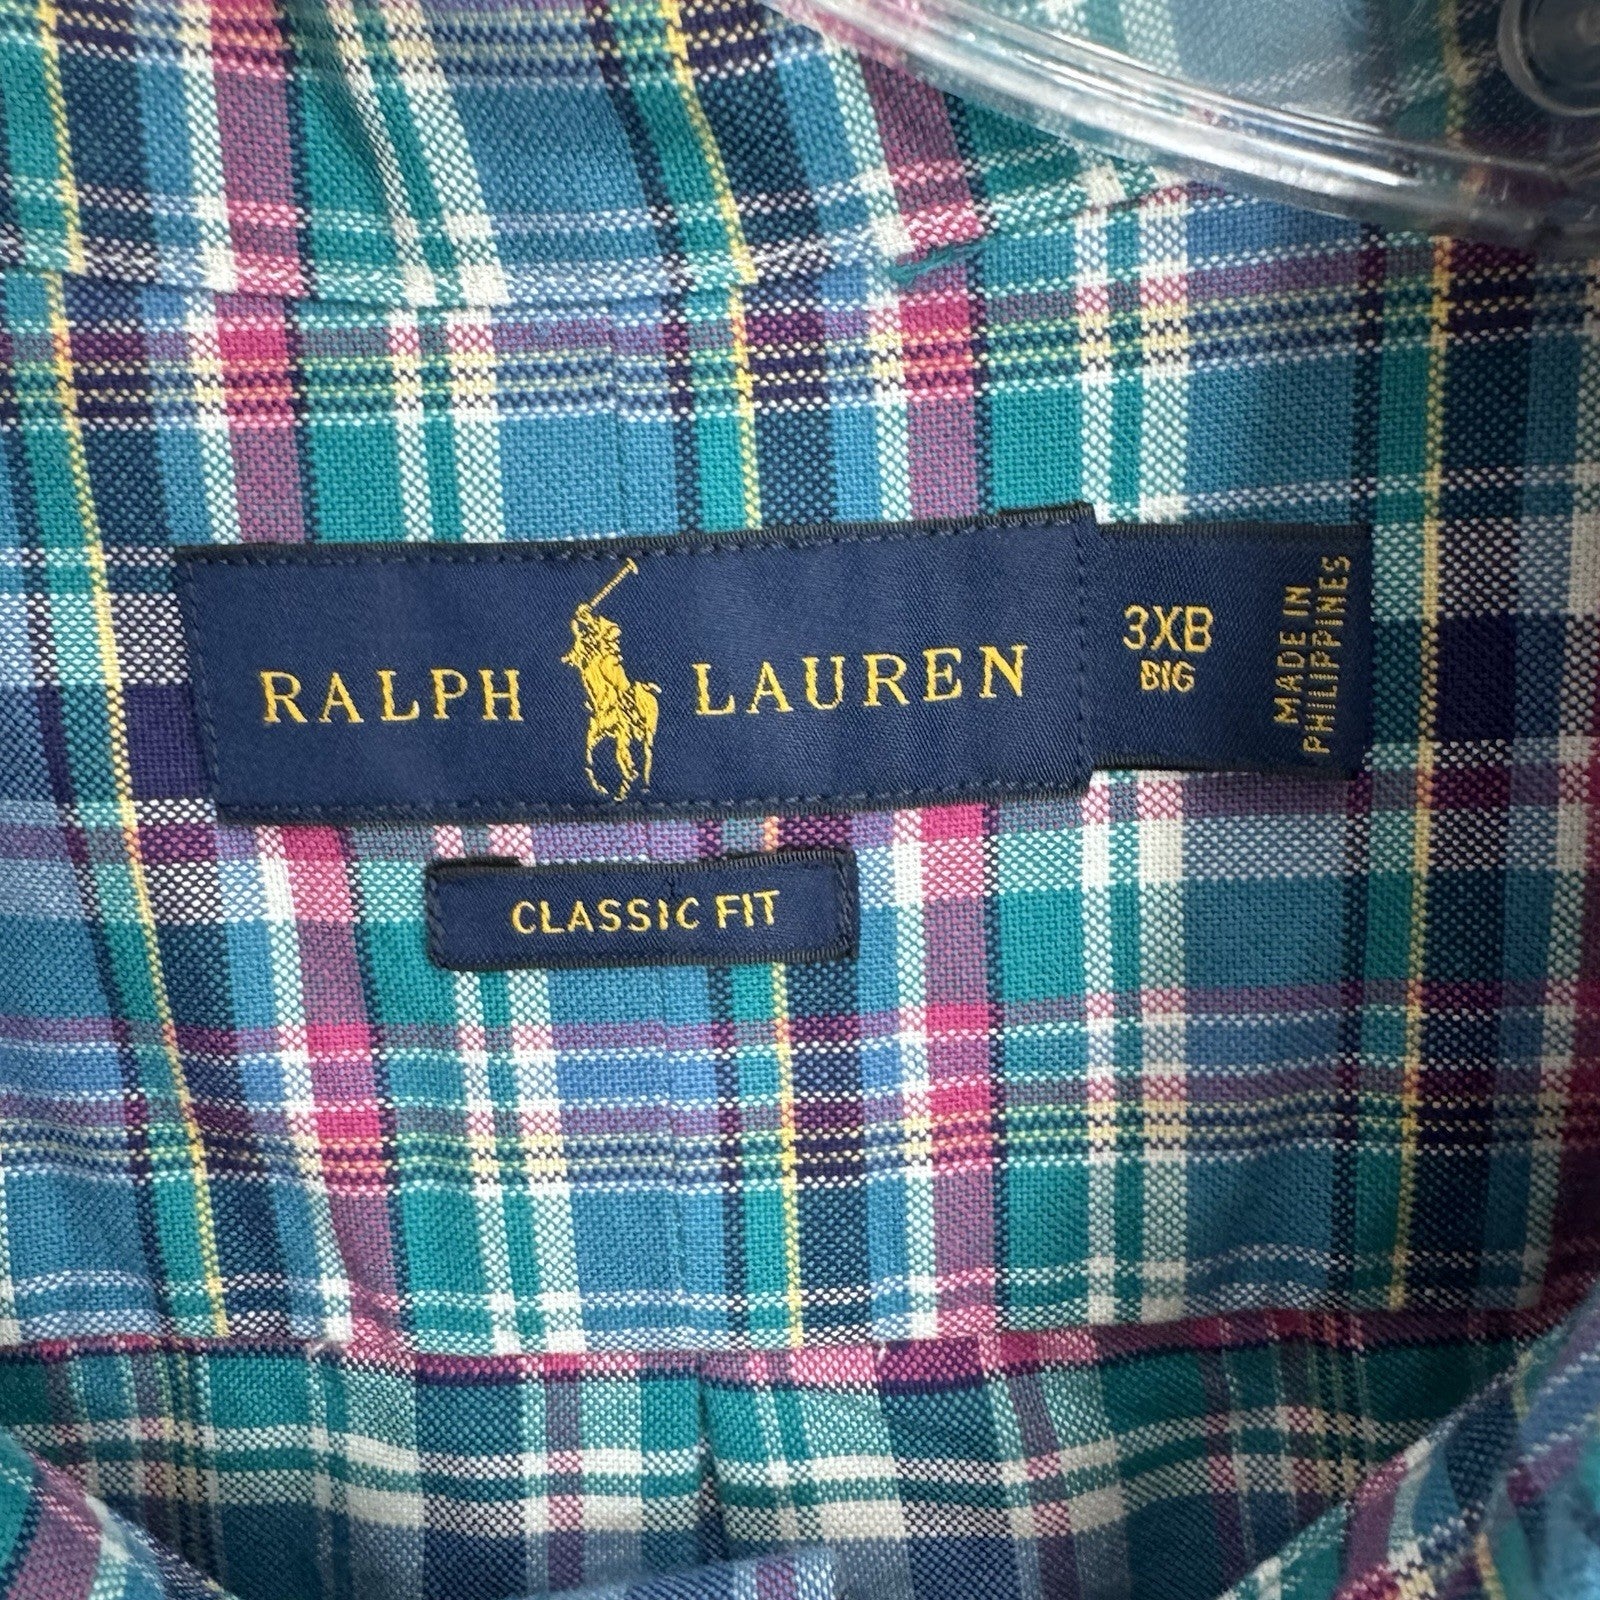 RALPH LAUREN
3XB
BIG
MADE IN
PHILIPPINES
CLASSIC FIT